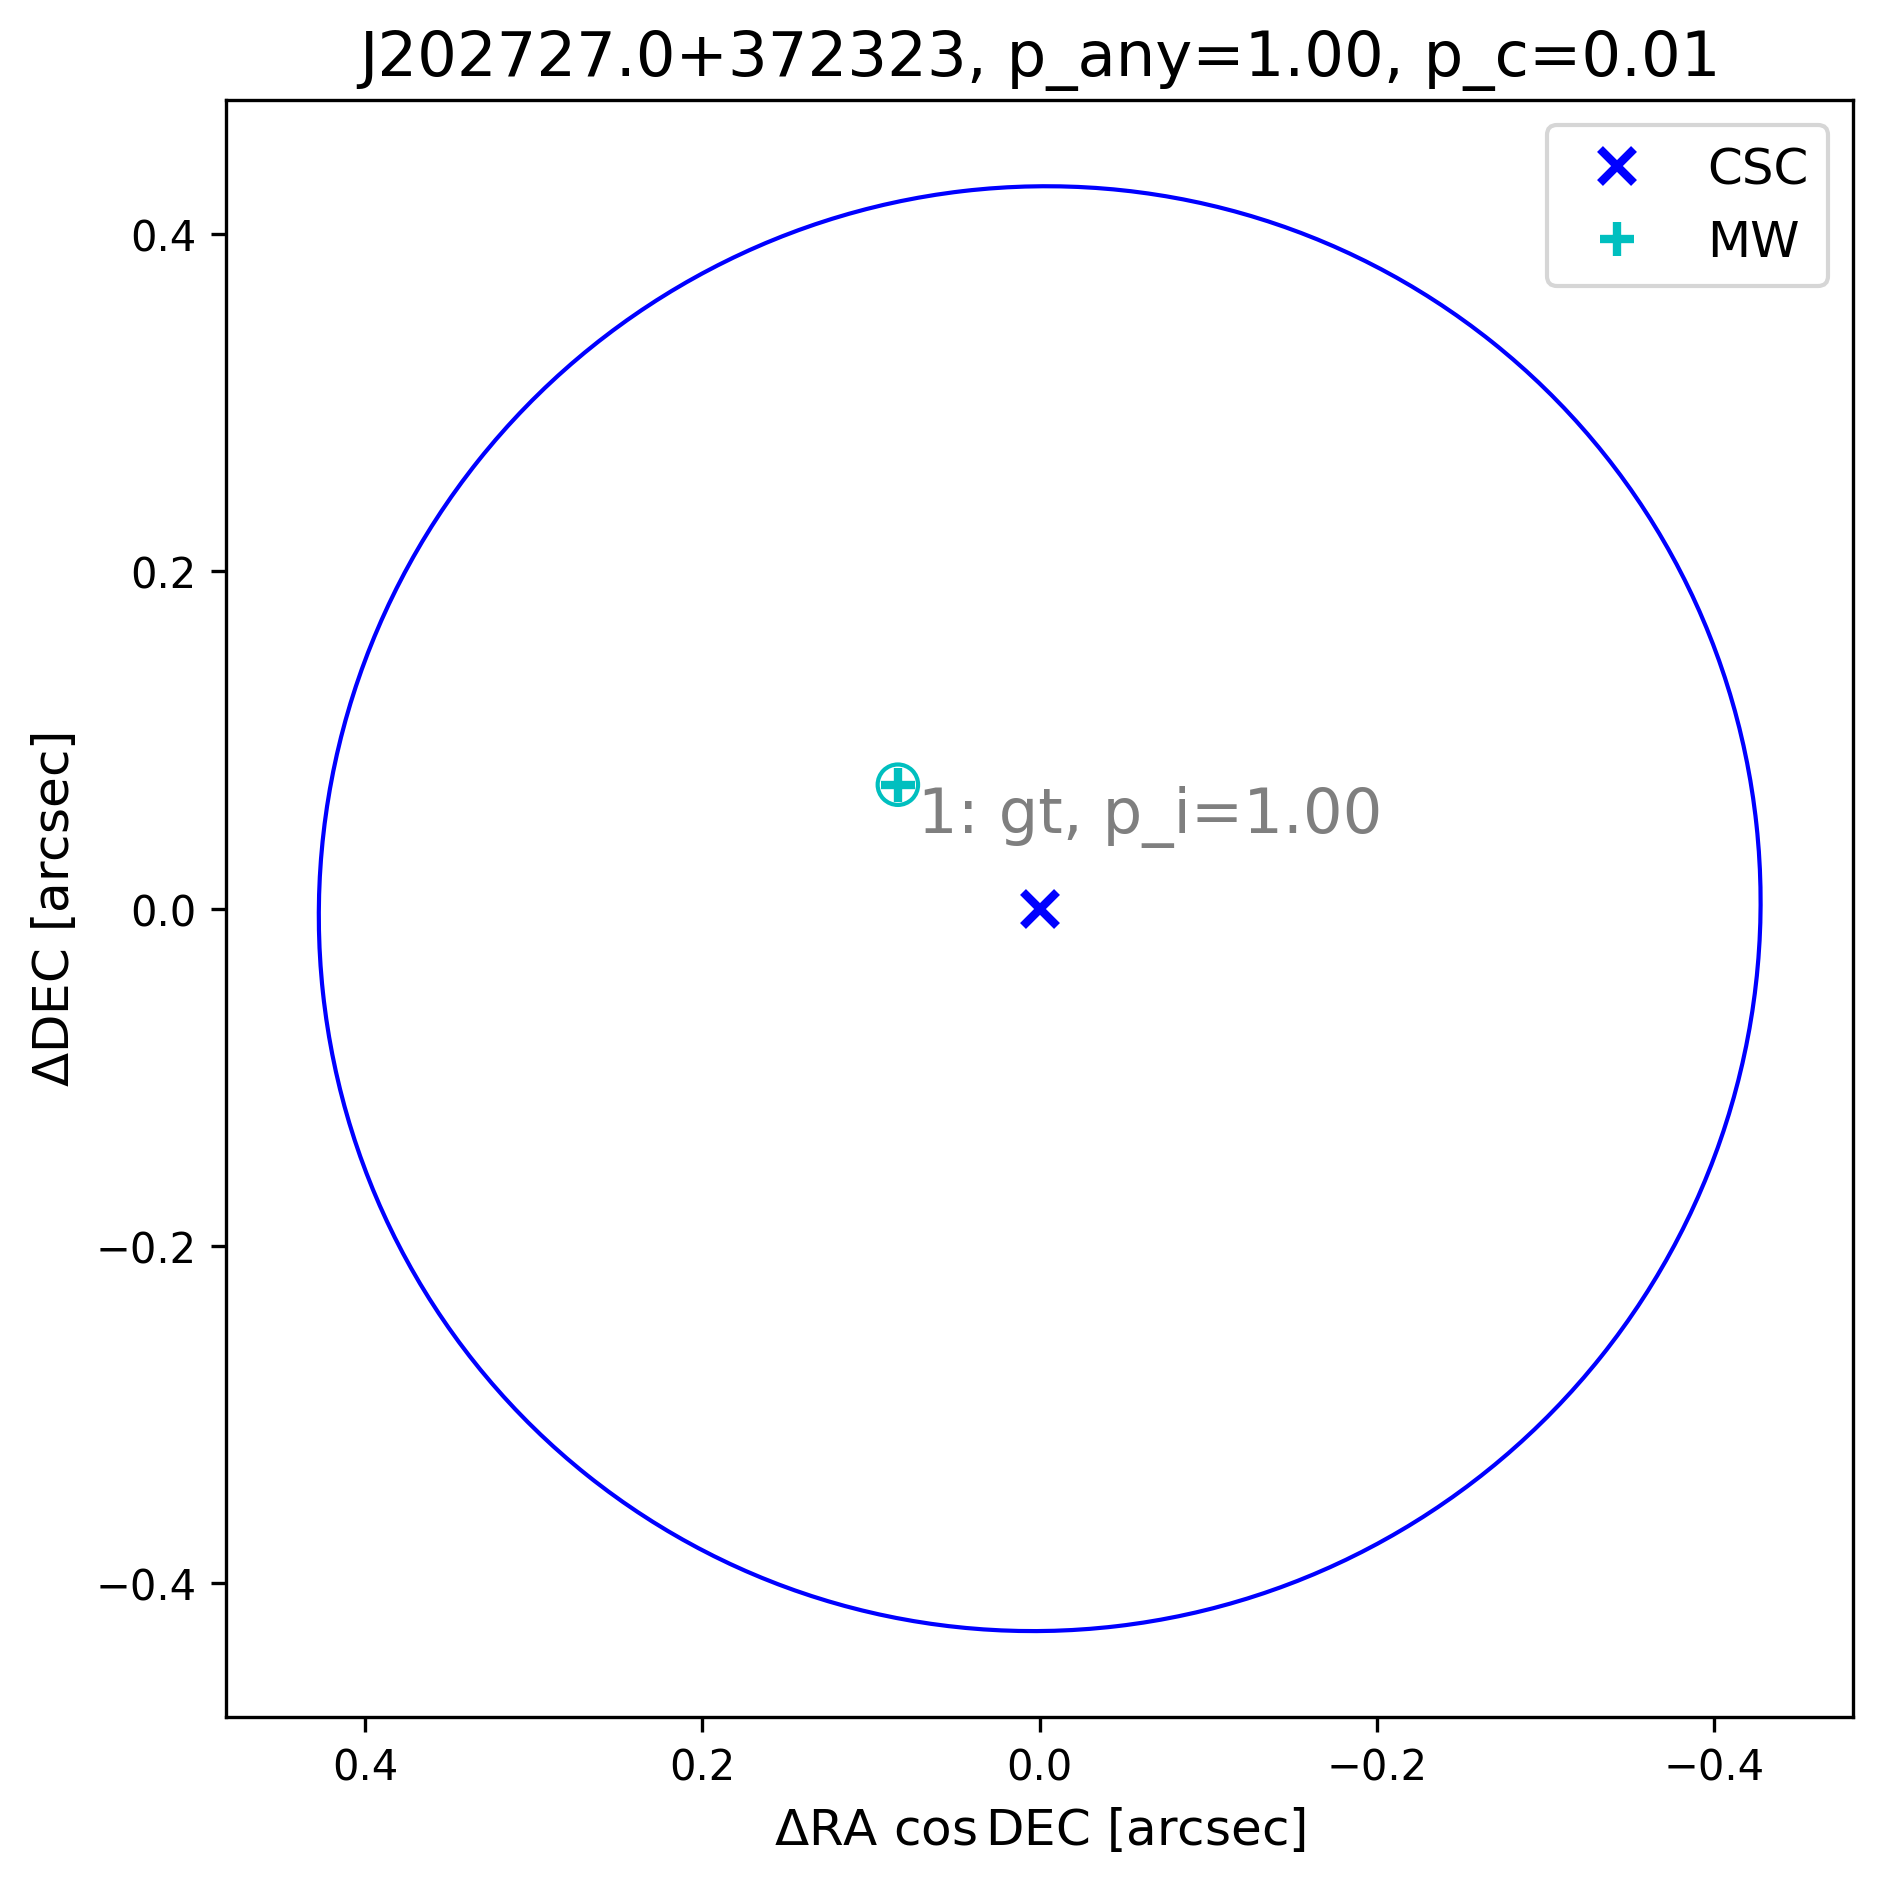 J202727.0+372323, p_any=1.00, p_c=0.01
CSC
MW
0.4
0.2
0.0
−0.2
−0.4
ΔDEC [arcsec]
1: gt, p_i=1.00
0.4
0.2
0.0
−0.2
−0.4
ΔRA cos DEC [arcsec]